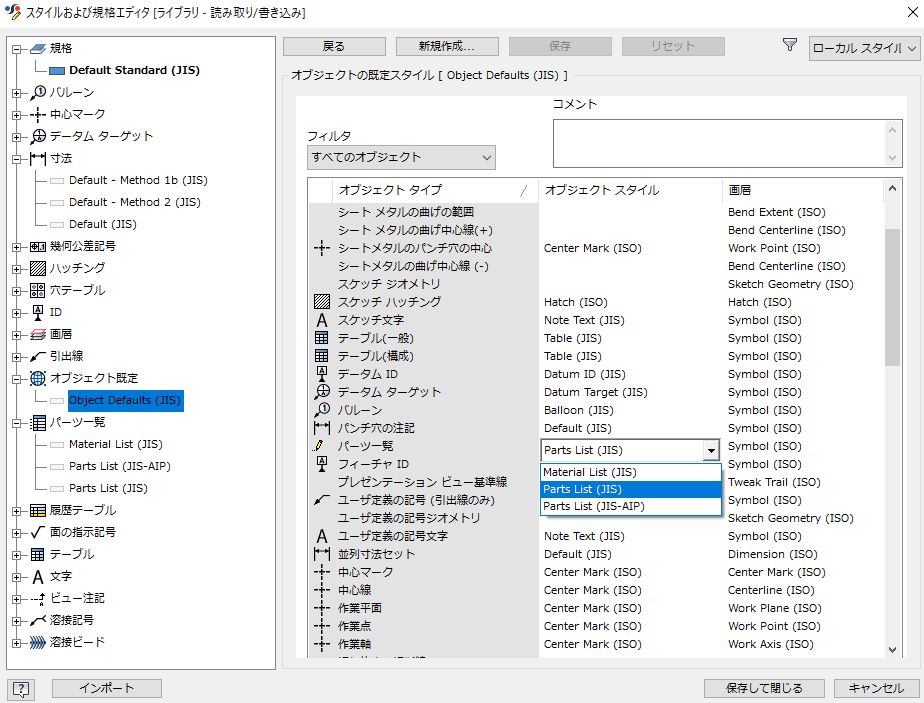 スタイルおよび規格エディタ [ライブラリ - 読み取り/書き込み]
規格
Default Standard (JIS)
バルーン
中心マーク
データム ターゲット
寸法
Default - Method 1b (JIS)
Default - Method 2 (JIS)
Default (JIS)
幾何公差記号
ハッチング
穴テーブル
ID
画層
引出線
オブジェクト既定
Object Defaults (JIS)
パーツ一覧
Material List (JIS)
Parts List (JIS-AIP)
Parts List (JIS)
履歴テーブル
面の指示記号
テーブル
文字
ビュー注記
溶接記号
溶接ビード
戻る 新規作成... 保存 リセット ローカル スタイル
オブジェクトの既定スタイル [ Object Defaults (JIS) ]
コメント
フィルタ
すべてのオブジェクト
オブジェクト タイプ オブジェクト スタイル 画層
シート メタルの曲げの範囲 Bend Extent (ISO)
シート メタルの曲げ中心線(+) Bend Centerline (ISO)
シートメタルのパンチ穴の中心 Center Mark (ISO) Work Point (ISO)
シートメタルの曲げ中心線 (-) Bend Centerline (ISO)
スケッチ ジオメトリ Sketch Geometry (ISO)
スケッチ ハッチング Hatch (ISO) Hatch (ISO)
スケッチ文字 Note Text (JIS) Symbol (ISO)
テーブル(一般) Table (JIS) Symbol (ISO)
テーブル(構成) Table (JIS) Symbol (ISO)
データム ID Datum ID (JIS) Symbol (ISO)
データム ターゲット Datum Target (JIS) Symbol (ISO)
バルーン Balloon (JIS) Symbol (ISO)
パンチ穴の注記 Default (JIS) Symbol (ISO)
パーツ一覧 Parts List (JIS) Symbol (ISO)
フィーチャ ID Material List (JIS) Symbol (ISO)
プレゼンテーション ビュー基準線 Parts List (JIS) Tweak Trail (ISO)
ユーザ定義の記号 (引出線のみ) Parts List (JIS-AIP) Symbol (ISO)
ユーザ定義の記号ジオメトリ Sketch Geometry (ISO)
ユーザ定義の記号文字 Note Text (JIS) Symbol (ISO)
並列寸法セット Default (JIS) Dimension (ISO)
中心マーク Center Mark (ISO) Center Mark (ISO)
中心線 Center Mark (ISO) Centerline (ISO)
作業平面 Center Mark (ISO) Work Plane (ISO)
作業点 Center Mark (ISO) Work Point (ISO)
作業軸 Center Mark (ISO) Work Axis (ISO)
インポート 保存して閉じる キャンセル